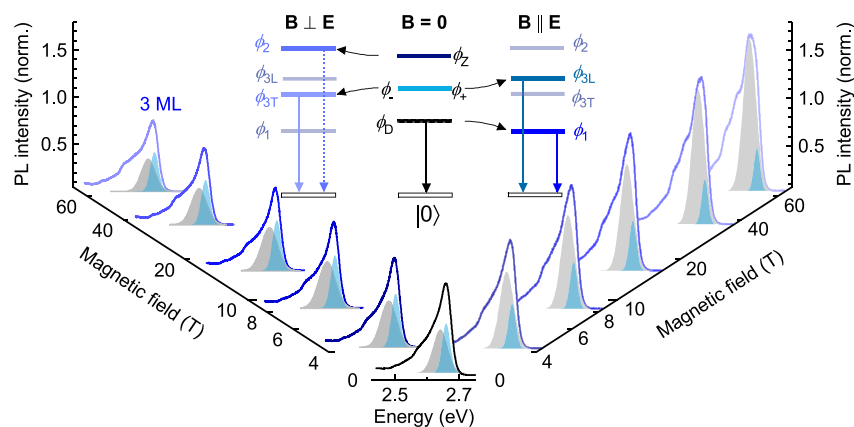 B ⊥ E B = 0 B ∥ E
PL intensity (norm.)
1.5
1.0
0.5
3 ML
ϕ2
ϕ3L
ϕ3T
ϕ1
ϕZ
ϕ- ϕ+
ϕD
|0⟩
ϕ2
ϕ3L
ϕ3T
ϕ1
PL intensity (norm.)
1.5
1.0
0.5
60
40
20
10
8
6
4
Magnetic field (T)
0
2.5 2.7
Energy (eV)
0
4
6
8
10
20
40
60
Magnetic field (T)